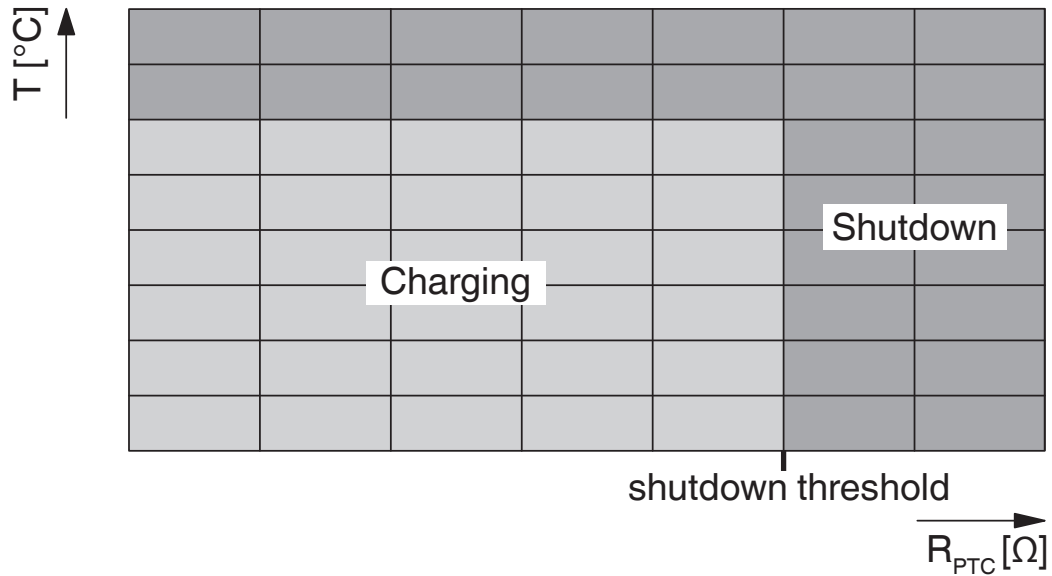 T [°C]
Shutdown
Charging
shutdown threshold
R_PTC [Ω]